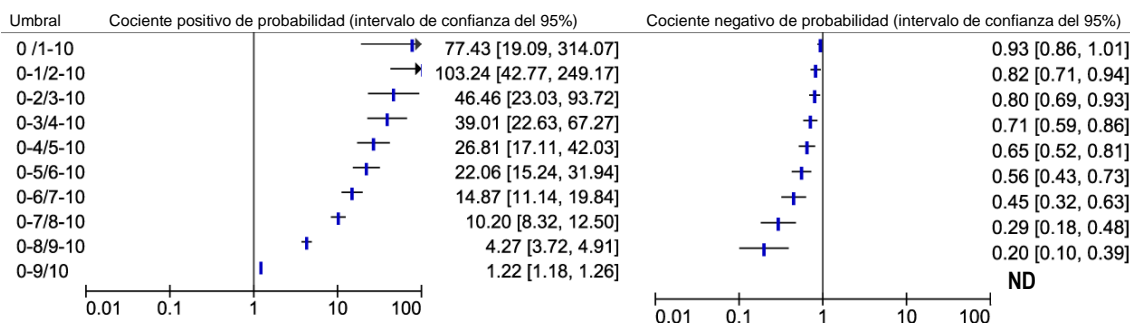 Umbral Cociente positivo de probabilidad (intervalo de confianza del 95%) Cociente negativo de probabilidad (intervalo de confianza del 95%)
0 /1-10 77.43 [19.09, 314.07] 0.93 [0.86, 1.01]
0-1/2-10 103.24 [42.77, 249.17] 0.82 [0.71, 0.94]
0-2/3-10 46.46 [23.03, 93.72] 0.80 [0.69, 0.93]
0-3/4-10 39.01 [22.63, 67.27] 0.71 [0.59, 0.86]
0-4/5-10 26.81 [17.11, 42.03] 0.65 [0.52, 0.81]
0-5/6-10 22.06 [15.24, 31.94] 0.56 [0.43, 0.73]
0-6/7-10 14.87 [11.14, 19.84] 0.45 [0.32, 0.63]
0-7/8-10 10.20 [8.32, 12.50] 0.29 [0.18, 0.48]
0-8/9-10 4.27 [3.72, 4.91] 0.20 [0.10, 0.39]
0-9/10 1.22 [1.18, 1.26] ND
0.01 0.1 1 10 100 0.01 0.1 1 10 100